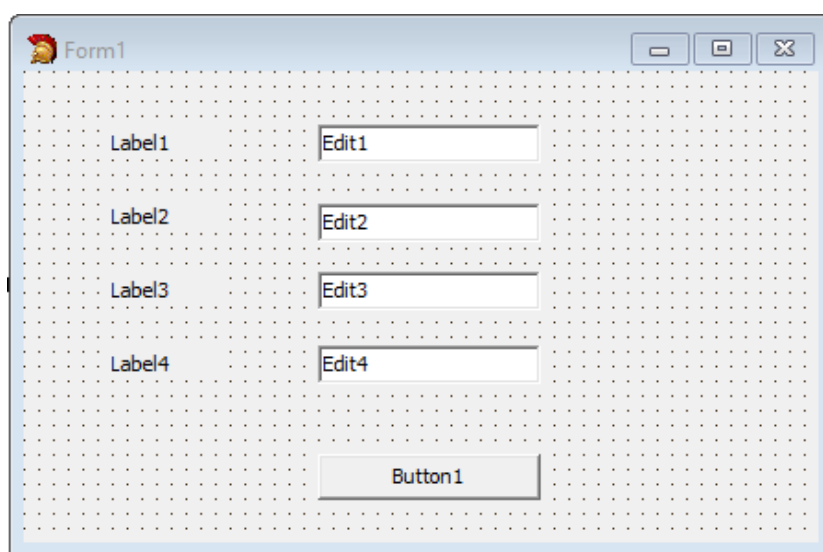 Form1
Label1 Edit1
Label2 Edit2
Label3 Edit3
Label4 Edit4
Button1